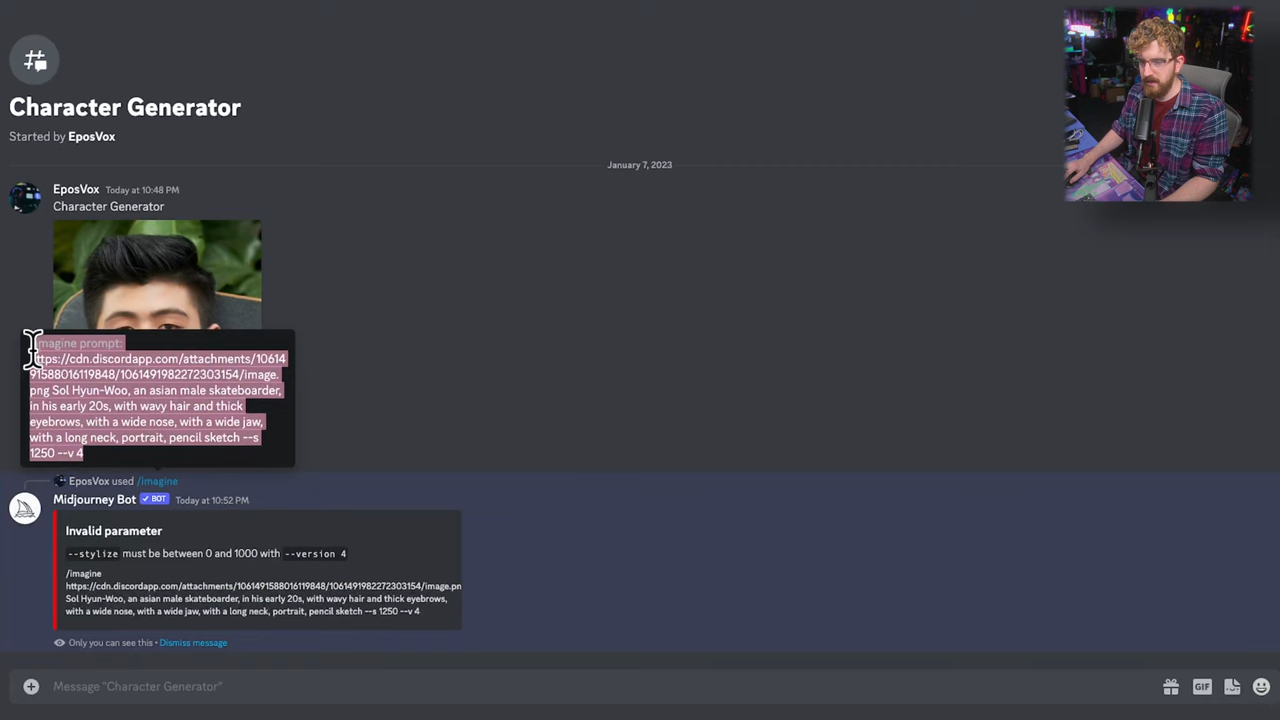 Character Generator
Started by EposVox
January 7, 2023
EposVox Today at 10:48 PM
Character Generator
imagine prompt:
https://cdn.discordapp.com/attachments/10614
91588016119848/1061491982272303154/image.
png Sol Hyun-Woo, an asian male skateboarder,
in his early 20s, with wavy hair and thick
eyebrows, with a wide nose, with a wide jaw,
with a long neck, portrait, pencil sketch --s
1250 --v 4
EposVox used /imagine
Midjourney Bot ✓ BOT Today at 10:52 PM
Invalid parameter
--stylize must be between 0 and 1000 with --version 4
/imagine
https://cdn.discordapp.com/attachments/1061491588016119848/1061491982272303154/image.pn
Sol Hyun-Woo, an asian male skateboarder, in his early 20s, with wavy hair and thick eyebrows,
with a wide nose, with a wide jaw, with a long neck, portrait, pencil sketch --s 1250 --v 4
Only you can see this • Dismiss message
Message "Character Generator"
GIF